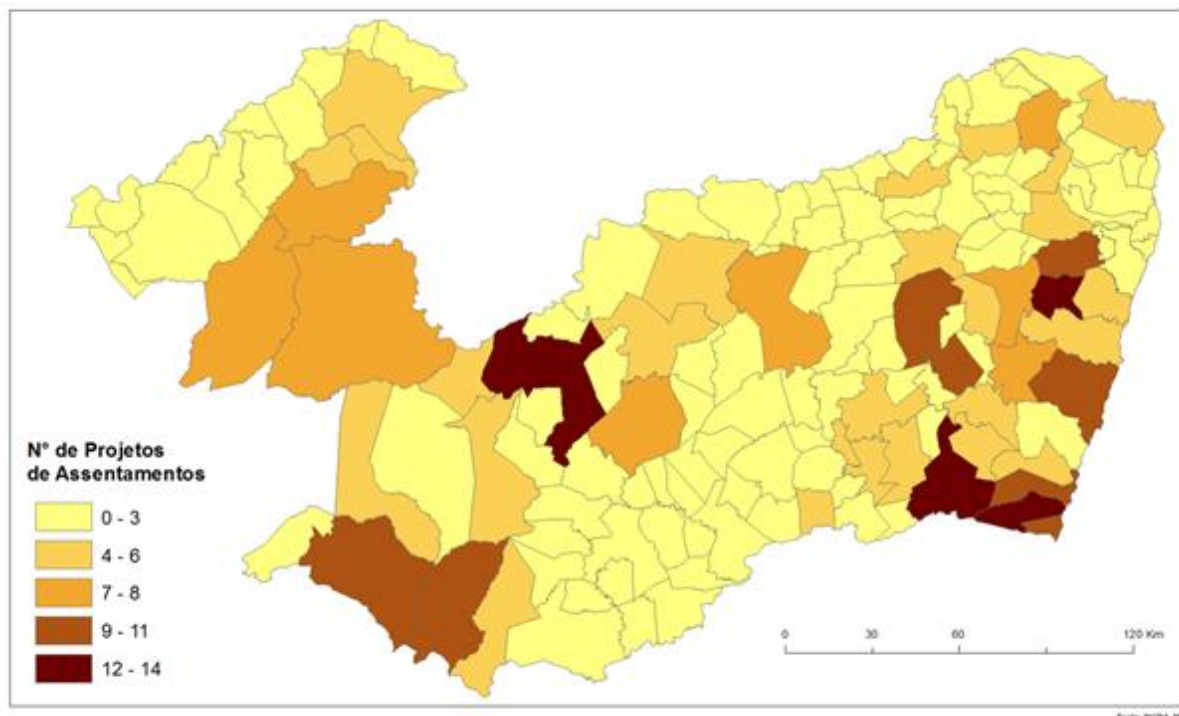 N° de Projetos
de Assentamentos
0 - 3
4 - 6
7 - 8
9 - 11
12 - 14
0 30 60 120 Km